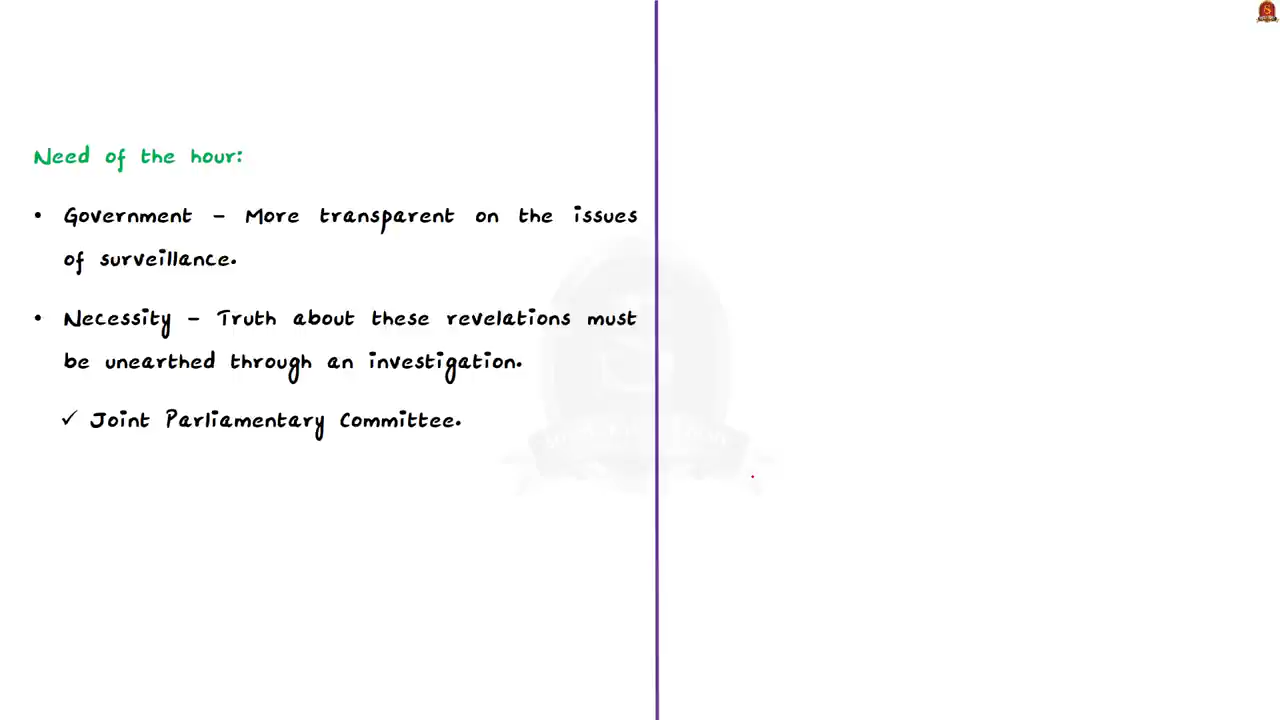 Need of the hour:
• Government – More transparent on the issues
of surveillance.
• Necessity – Truth about these revelations must
be unearthed through an investigation.
✓ Joint Parliamentary Committee.